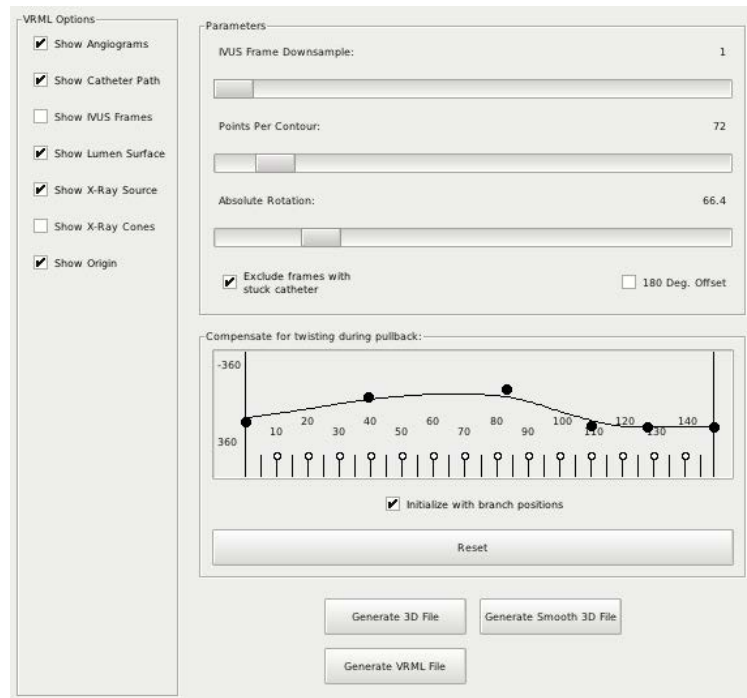 VRML Options
Show Angiograms
Show Catheter Path
Show IVUS Frames
Show Lumen Surface
Show X-Ray Source
Show X-Ray Cones
Show Origin
Parameters
IVUS Frame Downsample: 1
Points Per Contour: 72
Absolute Rotation: 66.4
Exclude frames with
stuck catheter
180 Deg. Offset
Compensate for twisting during pullback:
-360
20 40 60 80 100 120 140
10 30 50 70 90 110 130
360
Initialize with branch positions
Reset
Generate 3D File
Generate Smooth 3D File
Generate VRML File